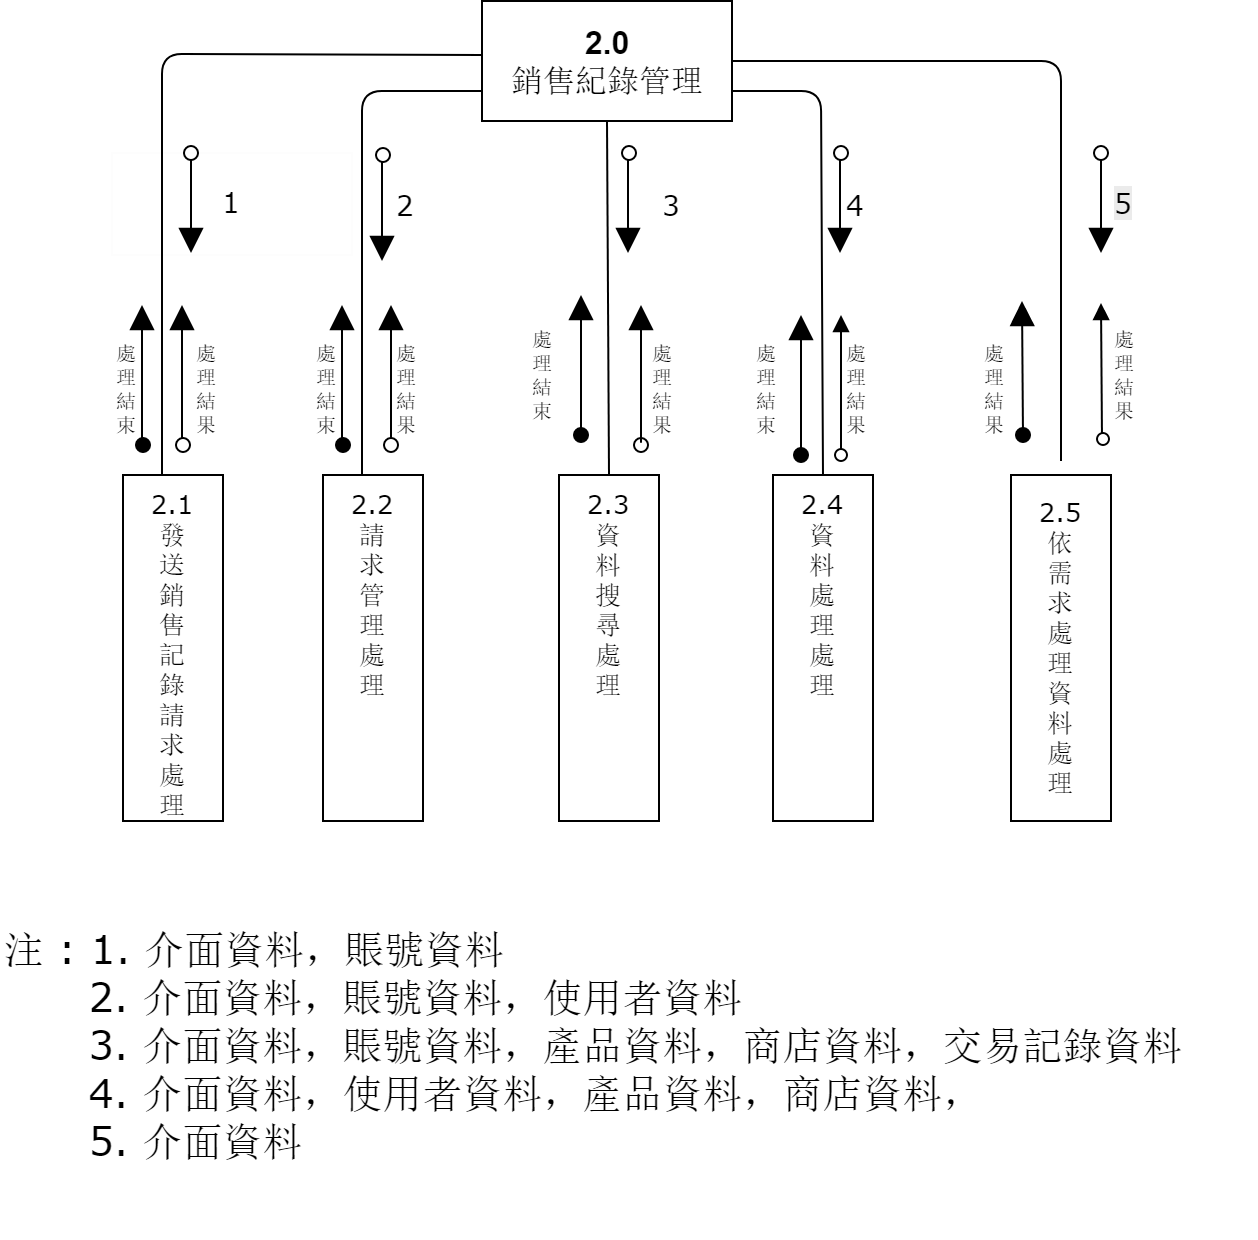 2.0
銷售紀錄管理
1
2
3
4
5
處理結束
處理結果
處理結束
處理結果
處理結束
處理結果
處理結束
處理結果
處理結果
處理結果
2.1
發送銷售記錄請求處理
2.2
請求管理處理
2.3
資料搜尋處理
2.4
資料處理處理
2.5
依需求處理資料處理
注：1. 介面資料，賬號資料
2. 介面資料，賬號資料，使用者資料
3. 介面資料，賬號資料，產品資料，商店資料，交易記錄資料
4. 介面資料，使用者資料，產品資料，商店資料，
5. 介面資料